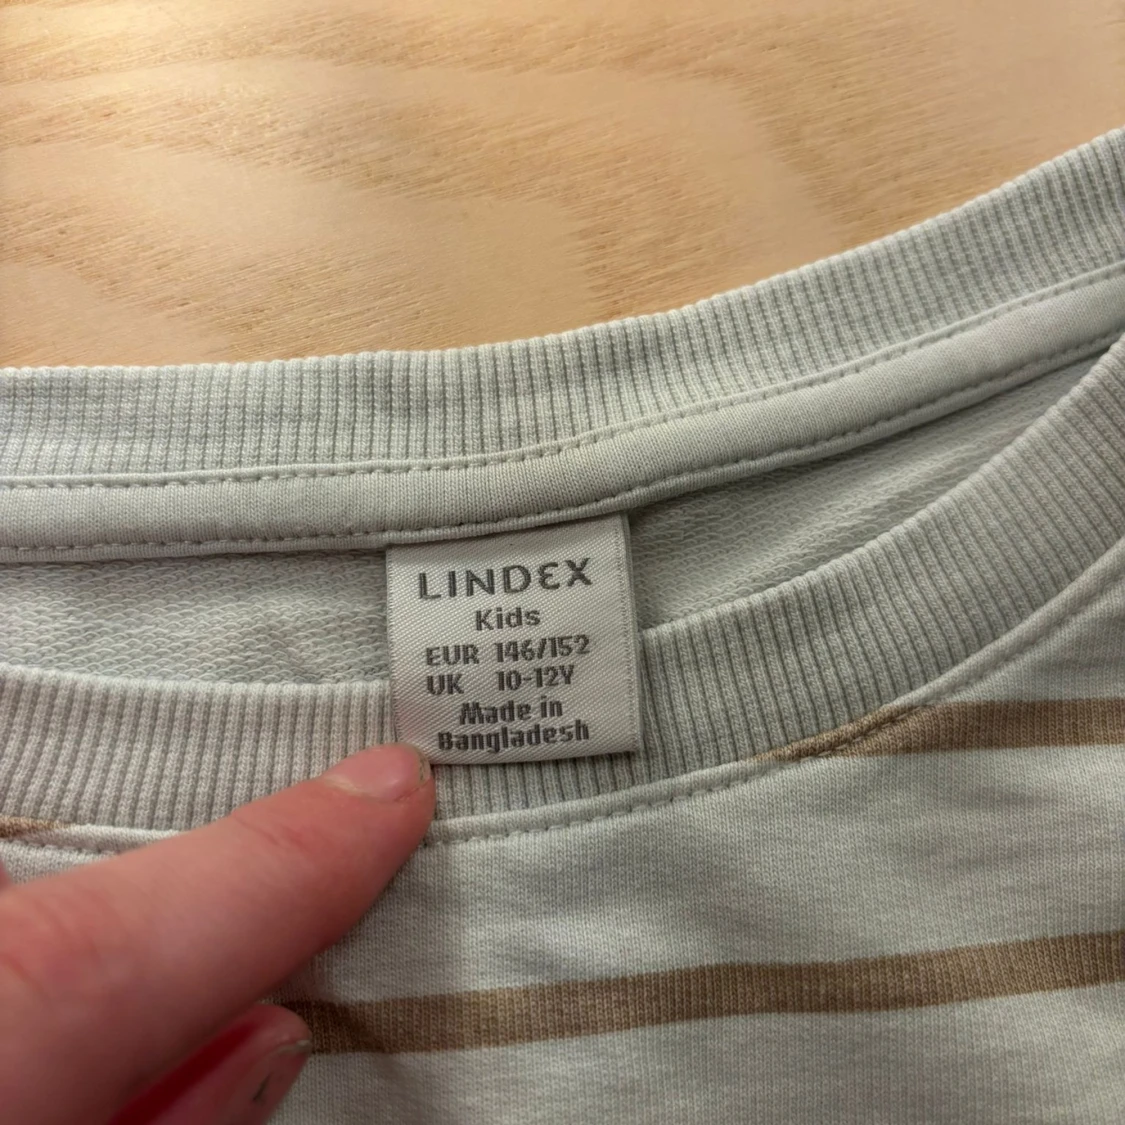 LINDEX
Kids
EUR 146/152
UK 10-12Y
Made in
Bangladesh